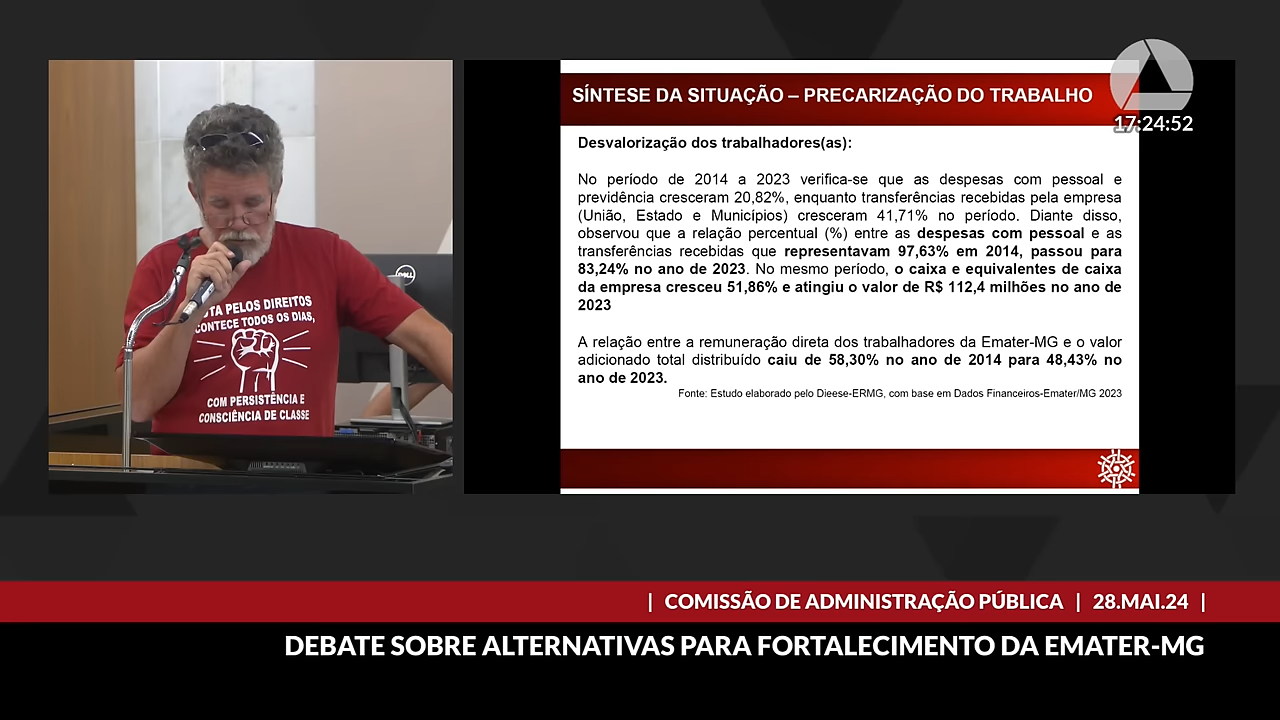 SÍNTESE DA SITUAÇÃO – PRECARIZAÇÃO DO TRABALHO
17:24:52
Desvalorização dos trabalhadores(as):
No período de 2014 a 2023 verifica-se que as despesas com pessoal e
previdência cresceram 20,82%, enquanto transferências recebidas pela empresa
(União, Estado e Municípios) cresceram 41,71% no período. Diante disso,
observou que a relação percentual (%) entre as despesas com pessoal e as
transferências recebidas que representavam 97,63% em 2014, passou para
83,24% no ano de 2023. No mesmo período, o caixa e equivalentes de caixa
da empresa cresceu 51,86% e atingiu o valor de R$ 112,4 milhões no ano de
2023
A relação entre a remuneração direta dos trabalhadores da Emater-MG e o valor
adicionado total distribuído caiu de 58,30% no ano de 2014 para 48,43% no
ano de 2023.
Fonte: Estudo elaborado pelo Dieese-ERMG, com base em Dados Financeiros-Emater/MG 2023
DELL
PELOS DIREITOS
TODOS OS DIAS,
COM PERSISTÊNCIA E
CONSCIÊNCIA DE CLASSE
| COMISSÃO DE ADMINISTRAÇÃO PÚBLICA | 28.MAI.24 |
DEBATE SOBRE ALTERNATIVAS PARA FORTALECIMENTO DA EMATER-MG